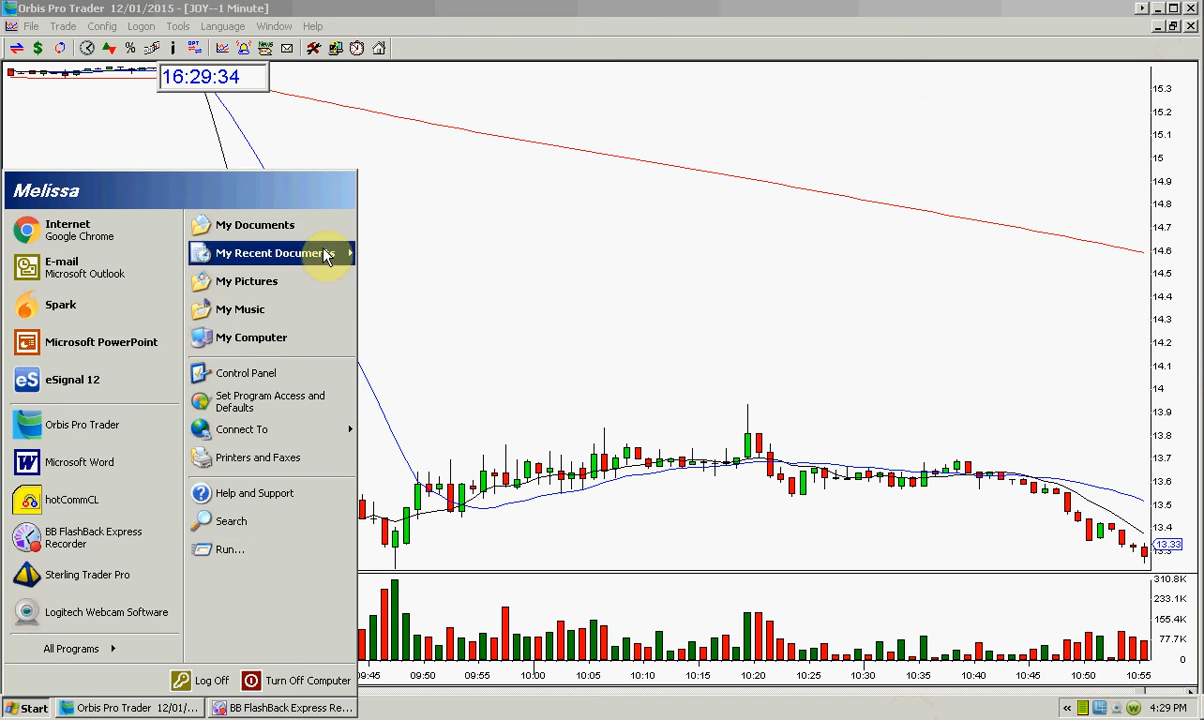 Orbis Pro Trader 12/01/2015 - [JOY--1 Minute]
File Trade Config Logon Tools Language Window Help
16:29:34
Melissa
Internet
Google Chrome
E-mail
Microsoft Outlook
Spark
Microsoft PowerPoint
eSignal 12
Orbis Pro Trader
Microsoft Word
hotCommCL
BB FlashBack Express
Recorder
Sterling Trader Pro
Logitech Webcam Software
All Programs
My Documents
My Recent Documents
My Pictures
My Music
My Computer
Control Panel
Set Program Access and
Defaults
Connect To
Printers and Faxes
Help and Support
Search
Run...
Log Off
Turn Off Computer
15.3
15.2
15.1
15
14.9
14.8
14.7
14.6
14.5
14.4
14.3
14.2
14.1
14
13.9
13.8
13.7
13.6
13.5
13.4
13.33
310.8K
233.1K
155.4K
77.7K
0
09:45 09:50 09:55 10:00 10:05 10:10 10:15 10:20 10:25 10:30 10:35 10:40 10:45 10:50 10:55
Start
Orbis Pro Trader 12/01/...
BB FlashBack Express Re...
4:29 PM